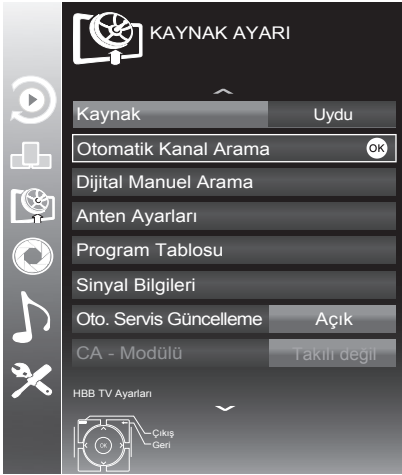 KAYNAK AYARI
Kaynak Uydu
Otomatik Kanal Arama OK
Dijital Manuel Arama
Anten Ayarları
Program Tablosu
Sinyal Bilgileri
Oto. Servis Güncelleme Açık
CA - Modülü Takılı değil
HBB TV Ayarları
Çıkış
OK
Geri